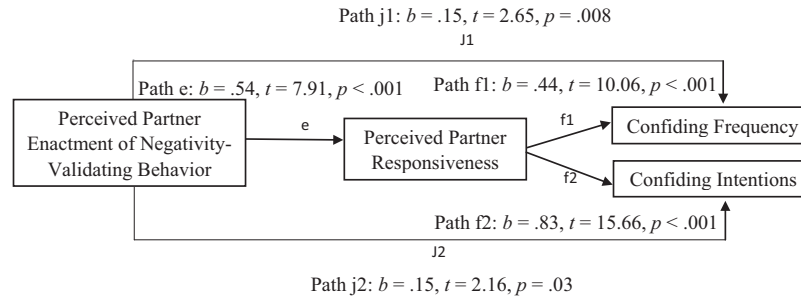 Path j1: b = .15, t = 2.65, p = .008
J1
Path e: b = .54, t = 7.91, p < .001
Path f1: b = .44, t = 10.06, p < .001
Perceived Partner
Enactment of Negativity-
Validating Behavior
e
Perceived Partner
Responsiveness
f1
f2
Confiding Frequency
Confiding Intentions
Path f2: b = .83, t = 15.66, p < .001
J2
Path j2: b = .15, t = 2.16, p = .03